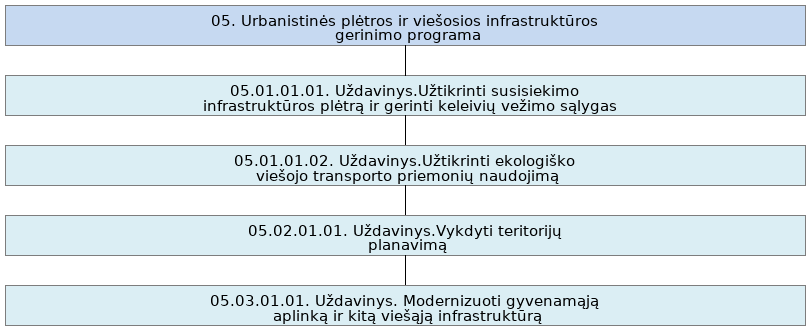 05. Urbanistinės plėtros ir viešosios infrastruktūros
gerinimo programa
05.01.01.01. Uždavinys.Užtikrinti susisiekimo
infrastruktūros plėtrą ir gerinti keleivių vežimo sąlygas
05.01.01.02. Uždavinys.Užtikrinti ekologiško
viešojo transporto priemonių naudojimą
05.02.01.01. Uždavinys.Vykdyti teritorijų
planavimą
05.03.01.01. Uždavinys. Modernizuoti gyvenamąją
aplinką ir kitą viešąją infrastruktūrą